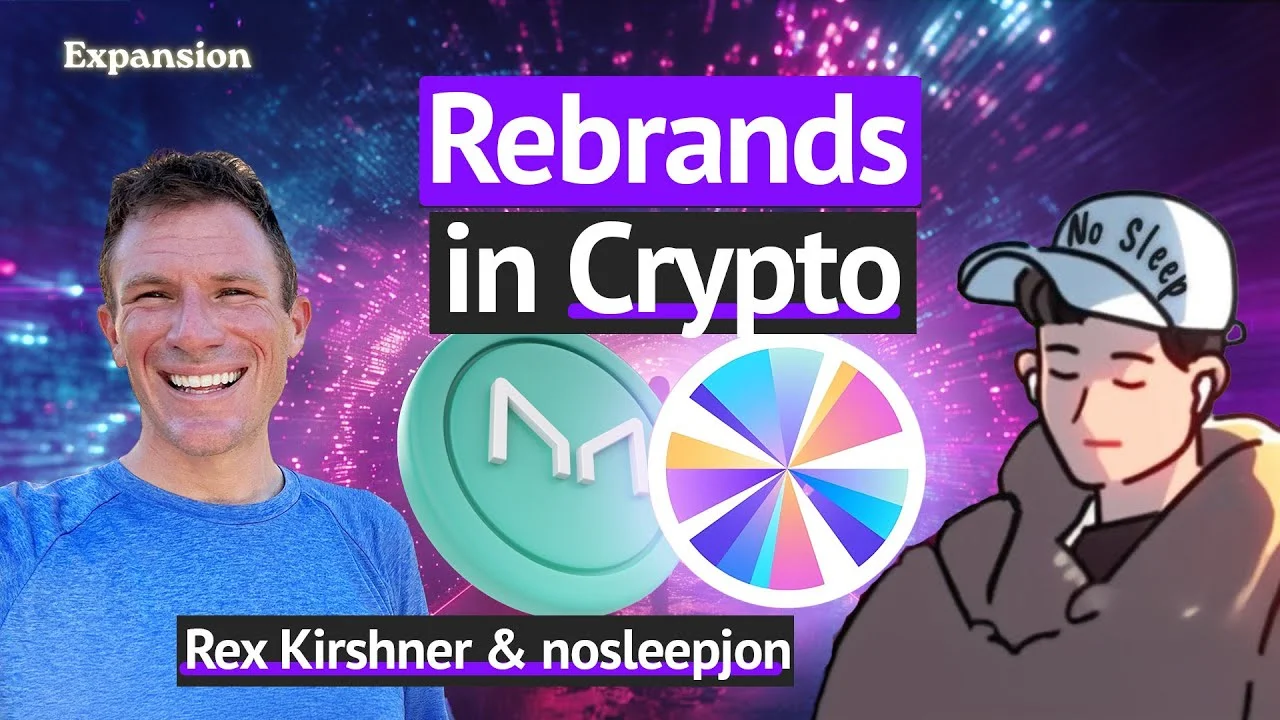 Expansion
Rebrands
in Crypto
No Sleep
Rex Kirshner & nosleepjon